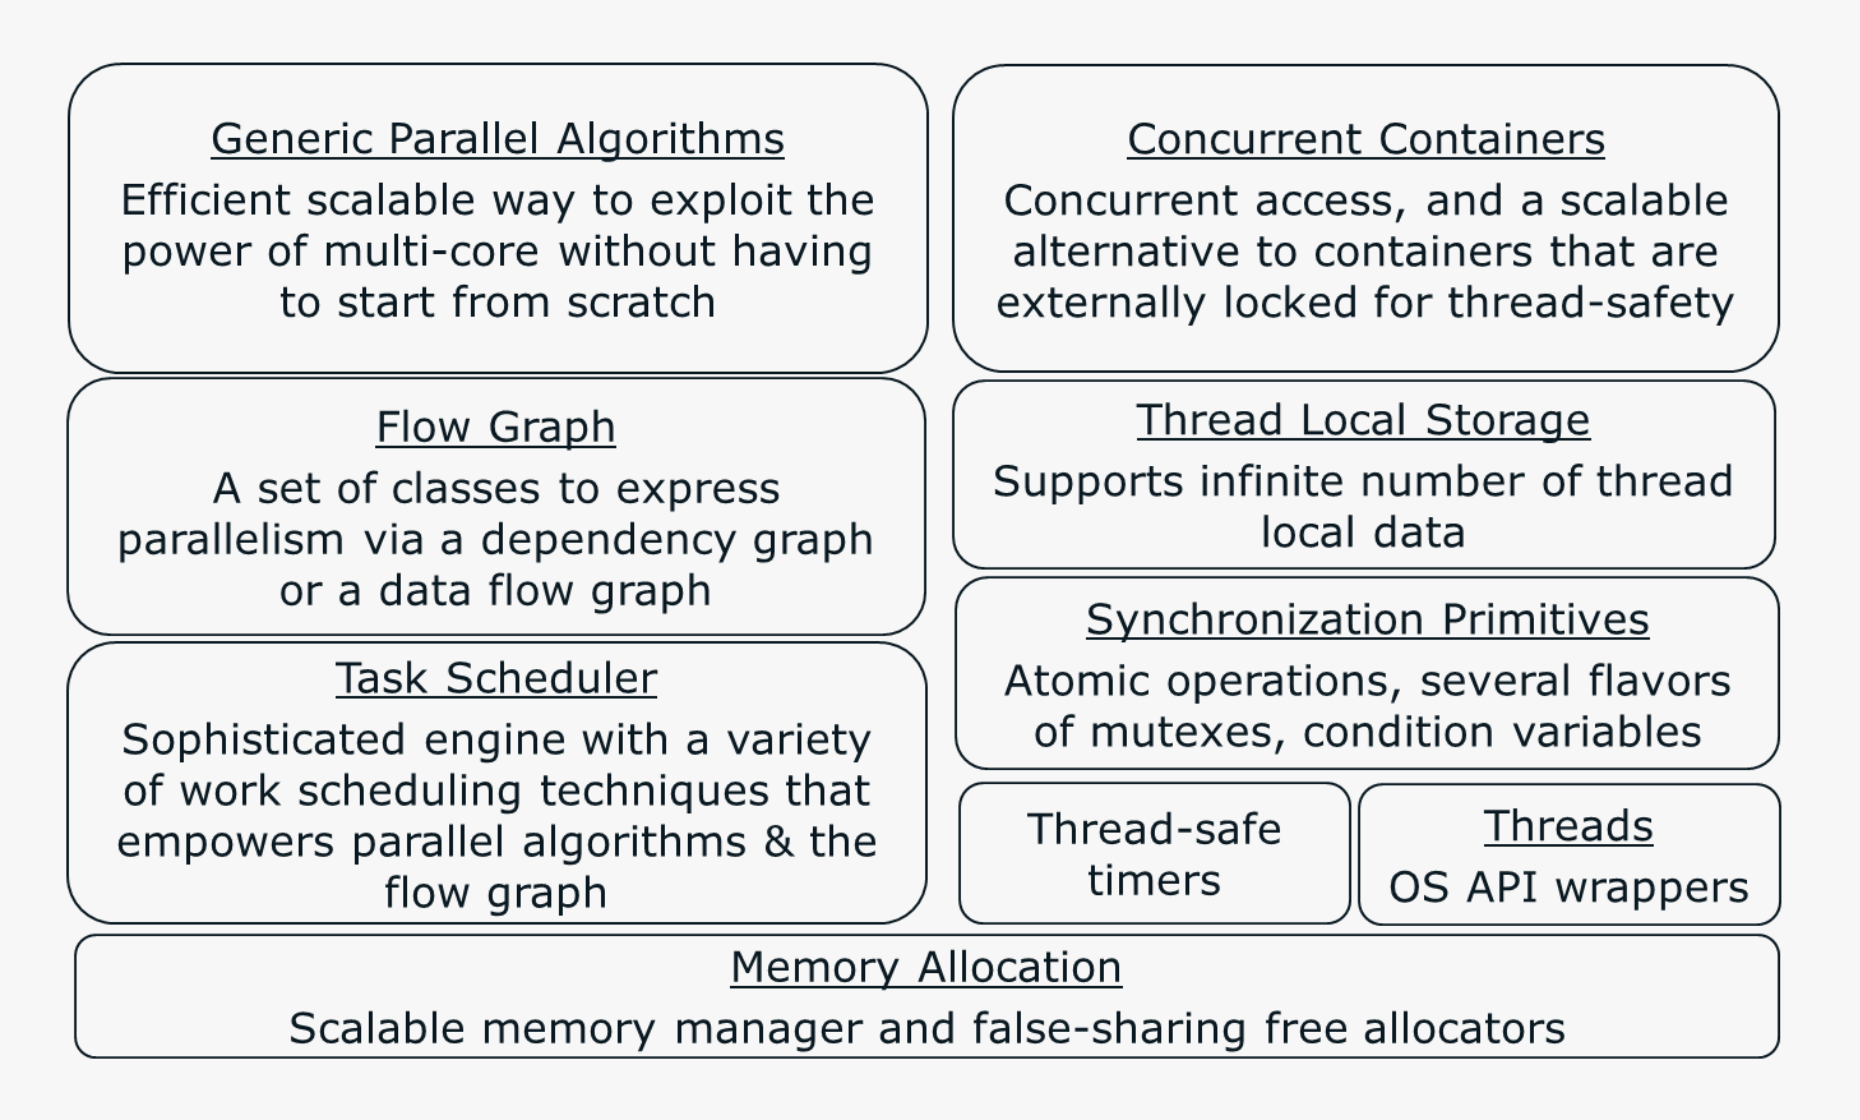 Generic Parallel Algorithms
Efficient scalable way to exploit the
power of multi-core without having
to start from scratch
Concurrent Containers
Concurrent access, and a scalable
alternative to containers that are
externally locked for thread-safety
Flow Graph
A set of classes to express
parallelism via a dependency graph
or a data flow graph
Thread Local Storage
Supports infinite number of thread
local data
Task Scheduler
Sophisticated engine with a variety
of work scheduling techniques that
empowers parallel algorithms & the
flow graph
Synchronization Primitives
Atomic operations, several flavors
of mutexes, condition variables
Thread-safe
timers
Threads
OS API wrappers
Memory Allocation
Scalable memory manager and false-sharing free allocators